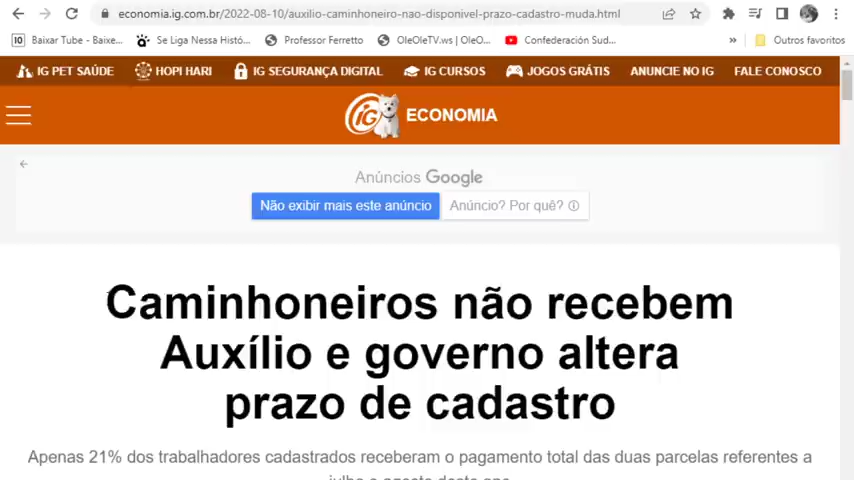 economia.ig.com.br/2022-08-10/auxilio-caminhoneiro-nao-disponivel-prazo-cadastro-muda.html
Baixar Tube - Baixe... Se Liga Nessa Histó... Professor Ferretto OleOleTV.ws | OleO... Confederación Sud... » Outros favoritos
IG PET SAÚDE HOPI HARI IG SEGURANÇA DIGITAL IG CURSOS JOGOS GRÁTIS ANUNCIE NO IG FALE CONOSCO
iG ECONOMIA
Anúncios Google
Não exibir mais este anúncio Anúncio? Por quê?
Caminhoneiros não recebem
Auxílio e governo altera
prazo de cadastro
Apenas 21% dos trabalhadores cadastrados receberam o pagamento total das duas parcelas referentes a